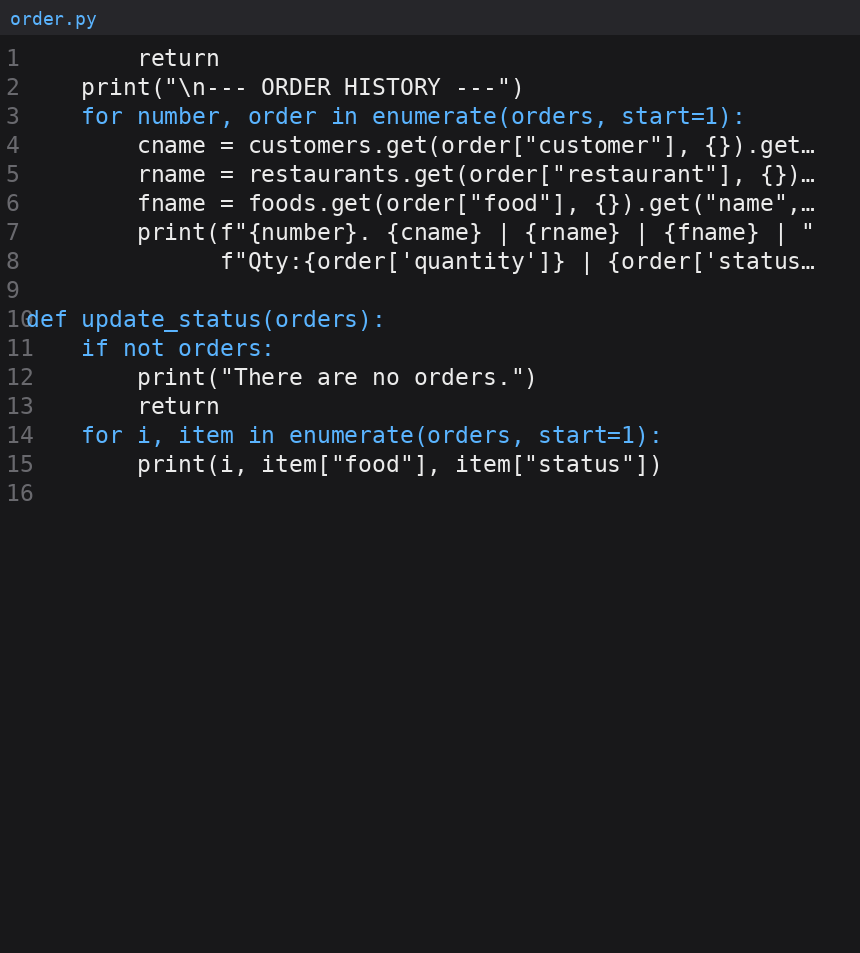 order.py
1         return
2     print("\n--- ORDER HISTORY ---")
3     for number, order in enumerate(orders, start=1):
4         cname = customers.get(order["customer"], {}).get…
5         rname = restaurants.get(order["restaurant"], {})…
6         fname = foods.get(order["food"], {}).get("name",…
7         print(f"{number}. {cname} | {rname} | {fname} | "
8               f"Qty:{order['quantity']} | {order['status…
9
10 def update_status(orders):
11     if not orders:
12         print("There are no orders.")
13         return
14     for i, item in enumerate(orders, start=1):
15         print(i, item["food"], item["status"])
16